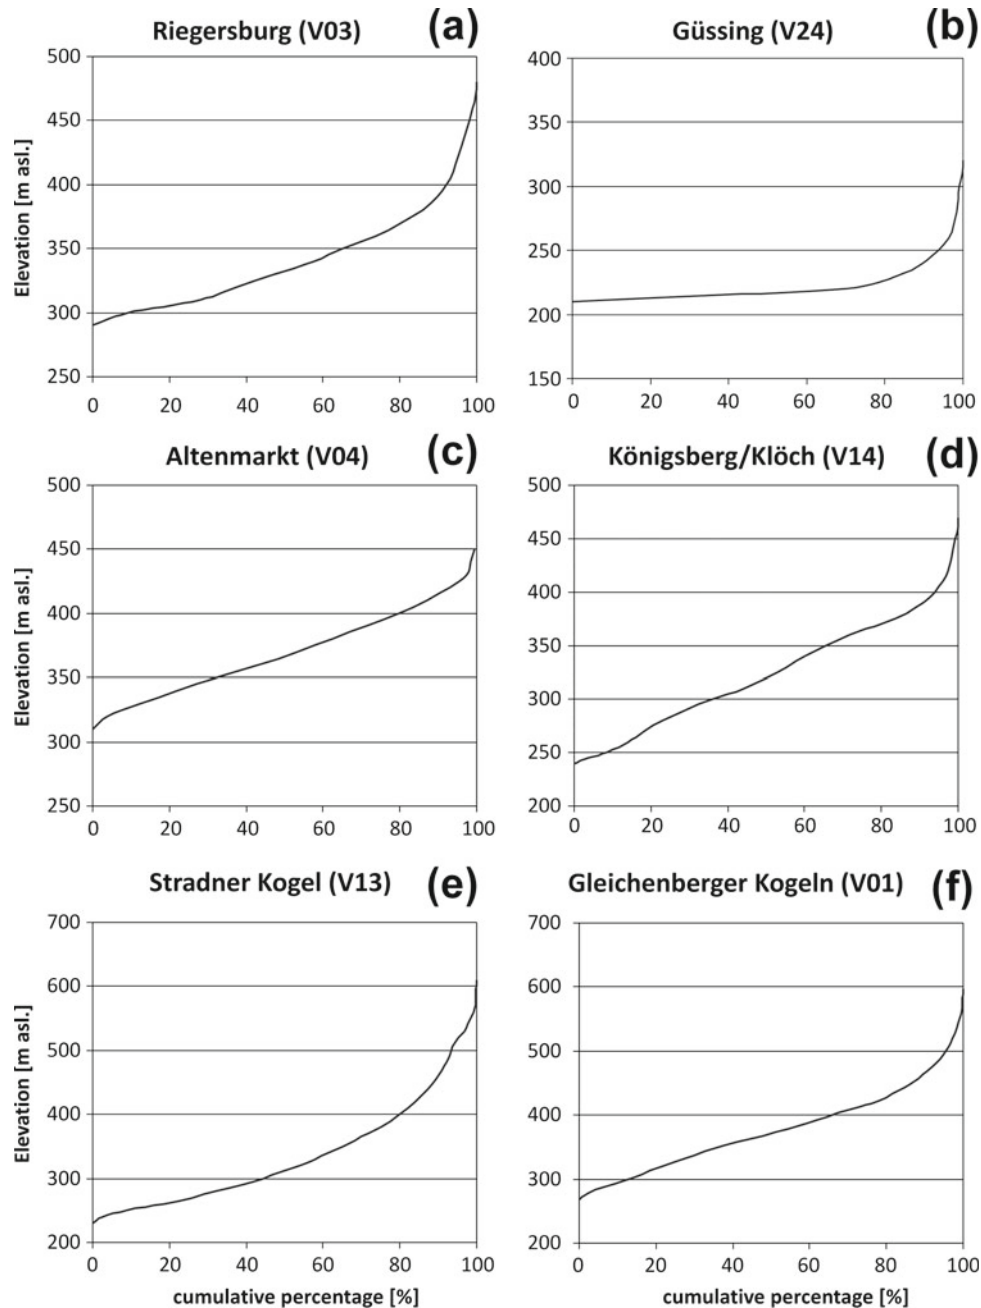 Riegersburg (V03) (a)
500
450
400
350
300
250
0 20 40 60 80 100
Elevation [m asl.]
Güssing (V24) (b)
400
350
300
250
200
150
0 20 40 60 80 100
Altenmarkt (V04) (c)
500
450
400
350
300
250
0 20 40 60 80 100
Elevation [m asl.]
Königsberg/Klöch (V14) (d)
500
450
400
350
300
250
200
0 20 40 60 80 100
Stradner Kogel (V13) (e)
700
600
500
400
300
200
0 20 40 60 80 100
Elevation [m asl.]
cumulative percentage [%]
Gleichenberger Kogeln (V01) (f)
700
600
500
400
300
200
0 20 40 60 80 100
cumulative percentage [%]